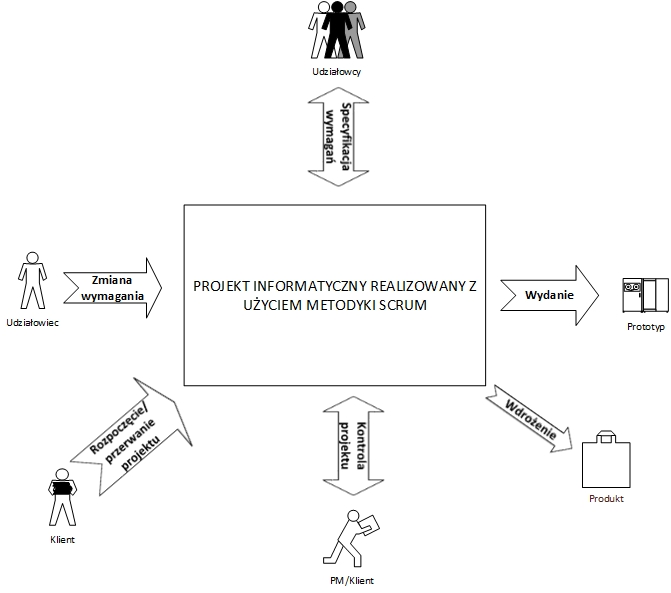 Udziałowcy
Specyfikacja
wymagań
PROJEKT INFORMATYCZNY REALIZOWANY Z
UŻYCIEM METODYKI SCRUM
Zmiana
wymagania
Udziałowiec
Wydanie
Prototyp
Rozpoczęcie/
przerwanie
projektu
Klient
Kontrola
projektu
PM/Klient
Wdrożenie
Produkt